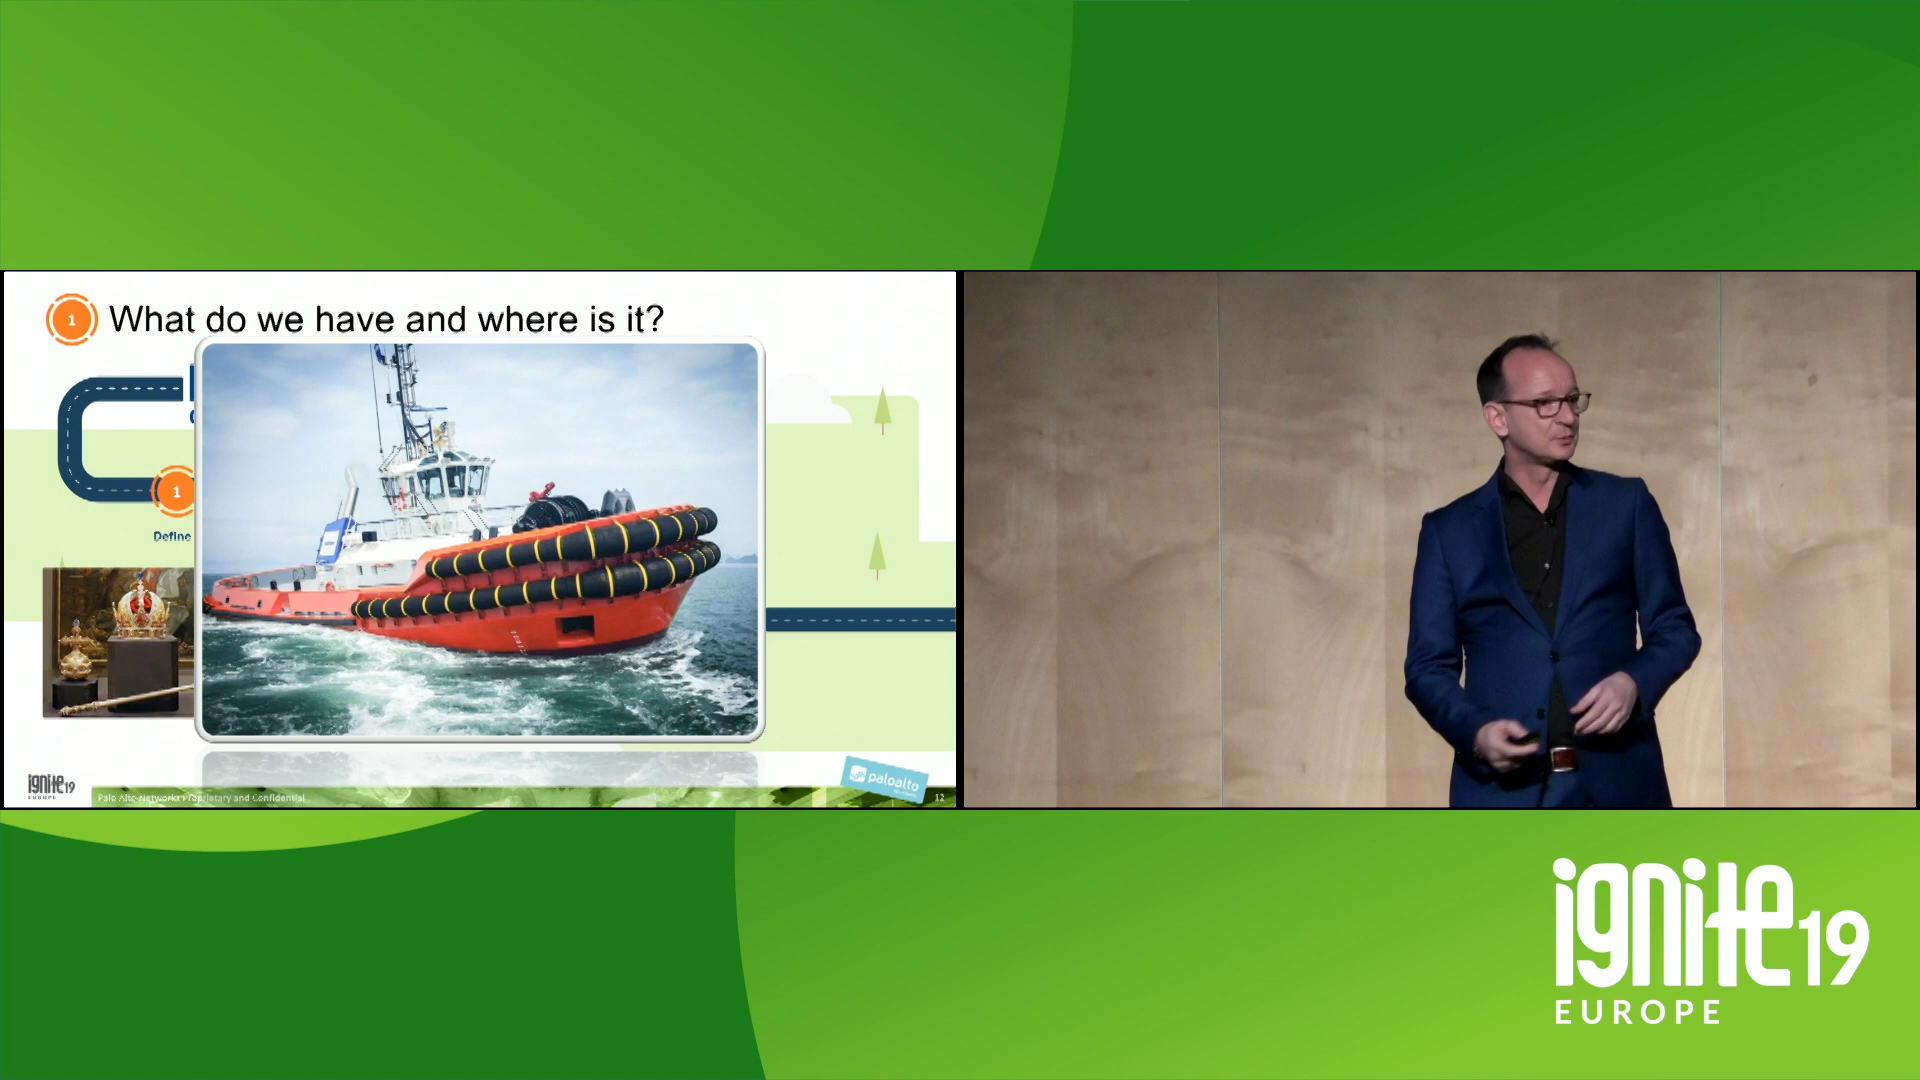 1
What do we have and where is it?
1
Define
ignite19
EUROPE
Palo Alto Networks Proprietary and Confidential
paloalto
12
ignite19
EUROPE